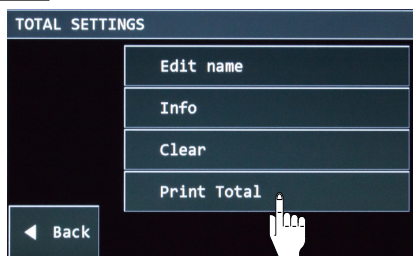 TOTAL SETTINGS
Edit name
Info
Clear
Print Total
Back